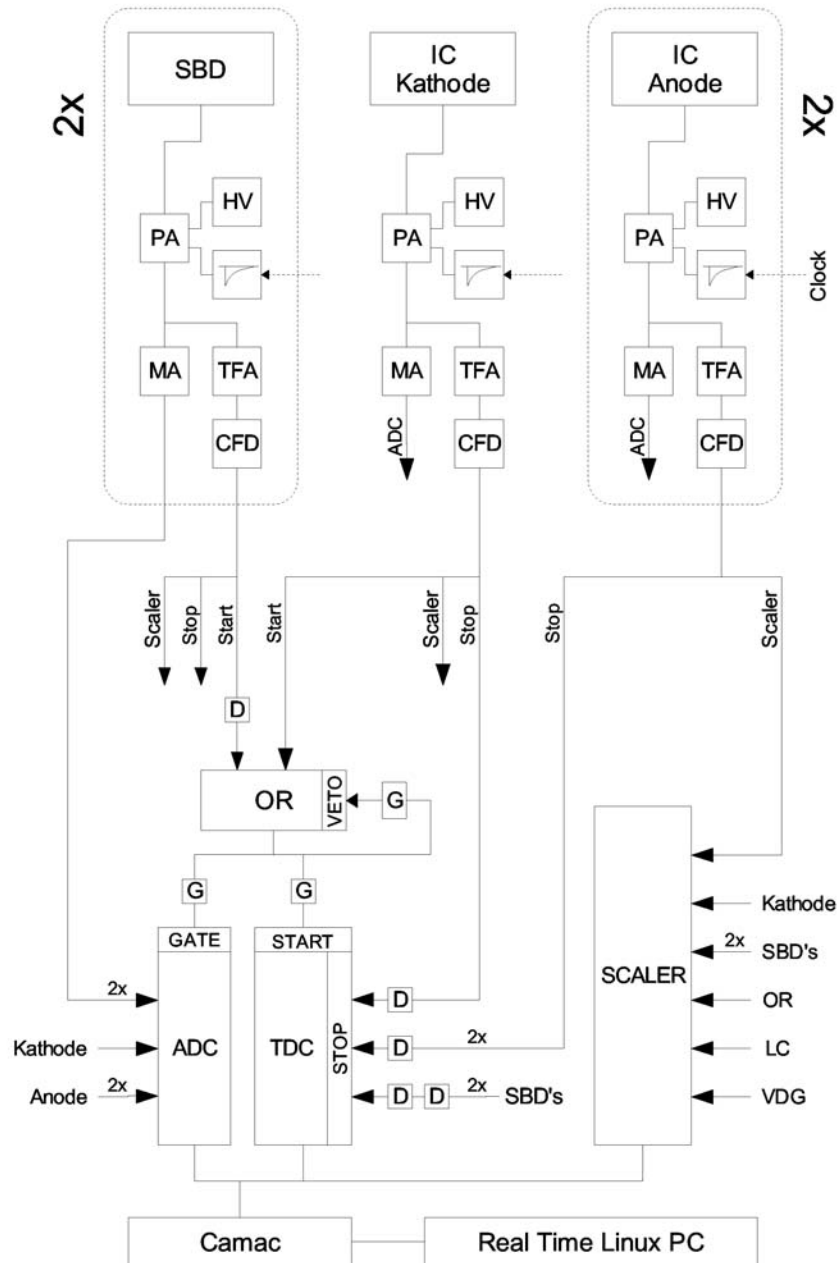 SBD
IC
Kathode
IC
Anode
2x
2x
HV
HV
HV
PA
PA
PA
Clock
MA
TFA
MA
TFA
MA
TFA
CFD
ADC
CFD
ADC
CFD
Scaler
Stop
Start
Start
Scaler
Stop
Stop
Scaler
D
OR
VETO
G
G
G
GATE
START
Kathode
2x
SBD's
SCALER
2x
D
OR
Kathode
ADC
TDC
STOP
D
2x
LC
Anode
2x
D
D
2x
SBD's
VDG
Camac
Real Time Linux PC